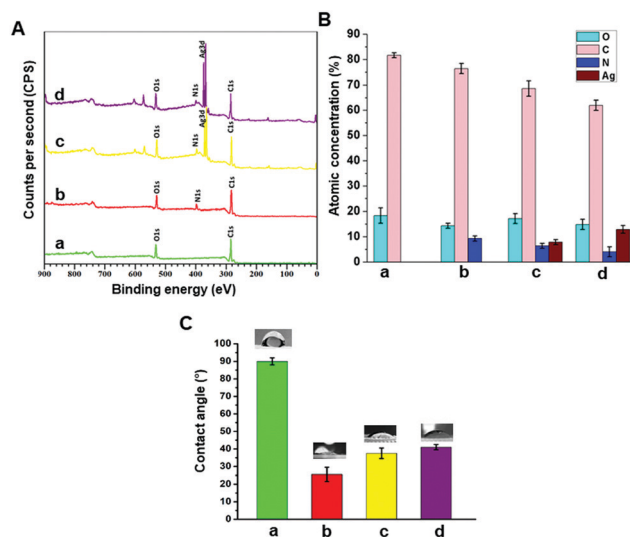 A
Counts per second (CPS)
d
c
b
a
O1s
N1s
Ag3d
C1s
O1s
N1s
Ag3d
C1s
O1s
N1s
C1s
O1s
C1s
900 800 700 600 500 400 300 200 100 0
Binding energy (eV)
B
Atomic concentration (%)
90
80
70
60
50
40
30
20
10
0
O
C
N
Ag
a b c d
C
Contact angle (°)
100
90
80
70
60
50
40
30
20
10
0
a b c d